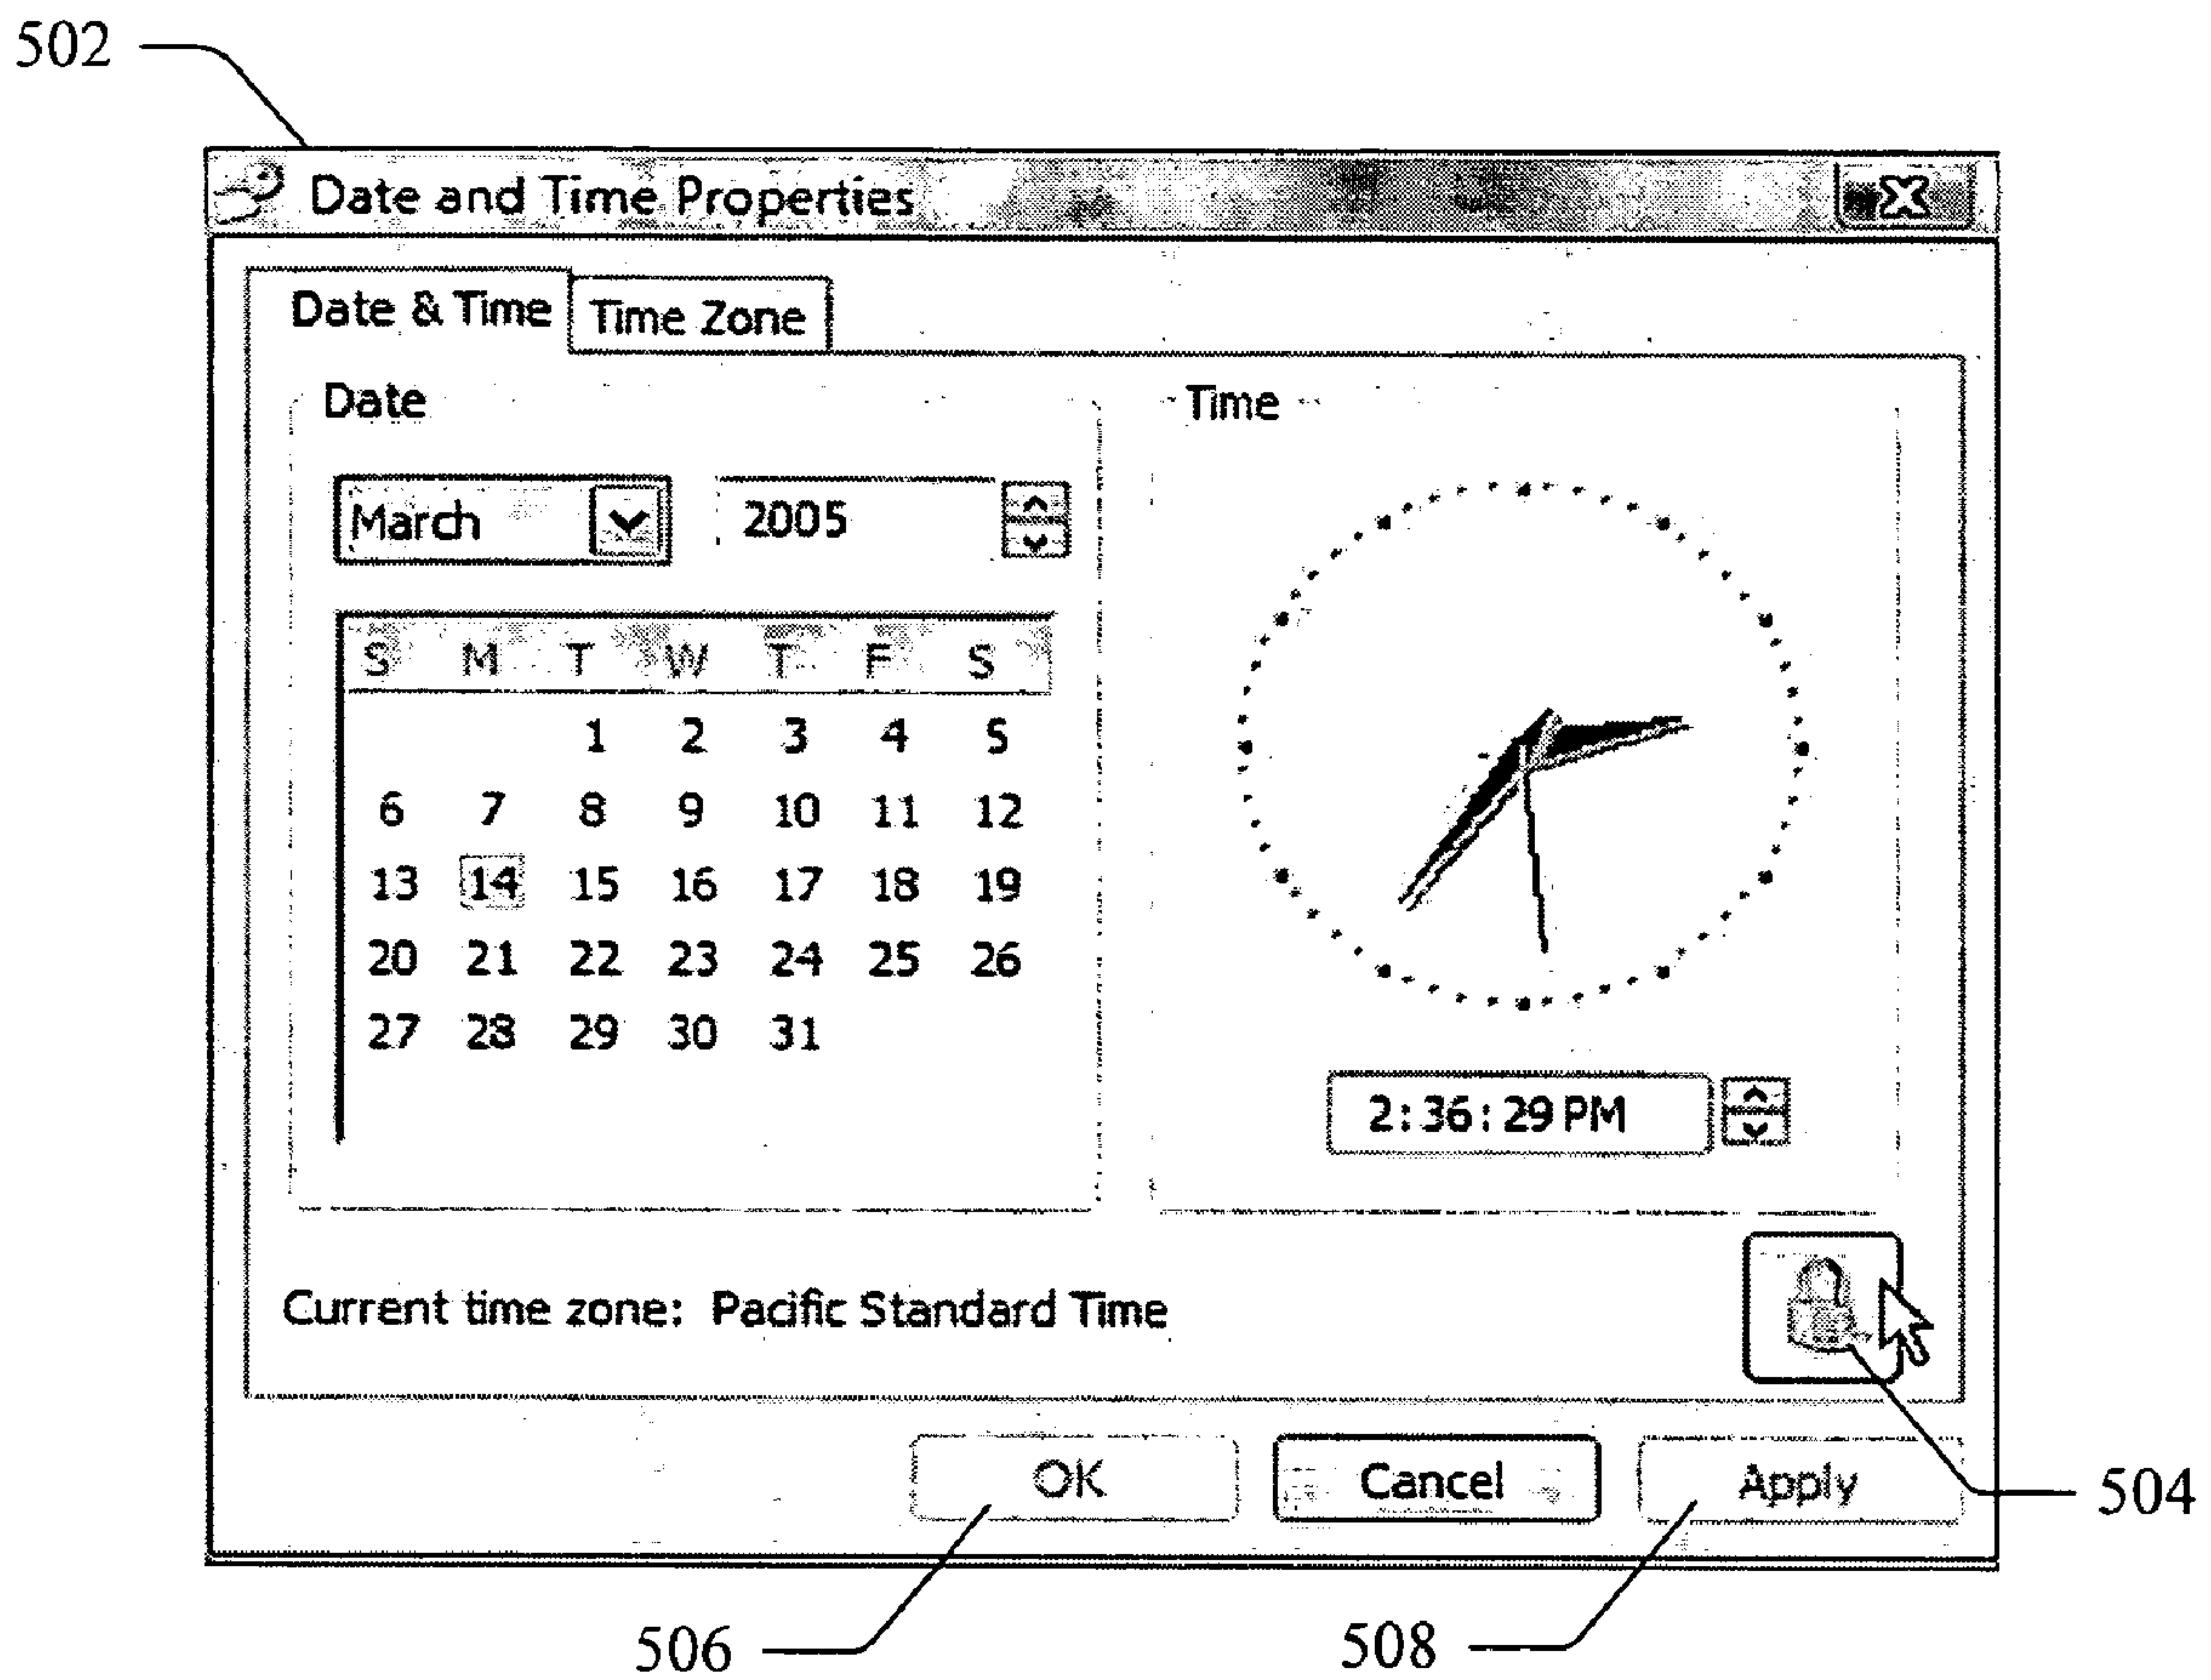 502
Date and Time Properties
Date & Time Time Zone
Date Time
March 2005
S M T W T F S
1 2 3 4 5
6 7 8 9 10 11 12
13 14 15 16 17 18 19
20 21 22 23 24 25 26
27 28 29 30 31
2:36:29 PM
Current time zone: Pacific Standard Time
OK Cancel Apply
504
506 508